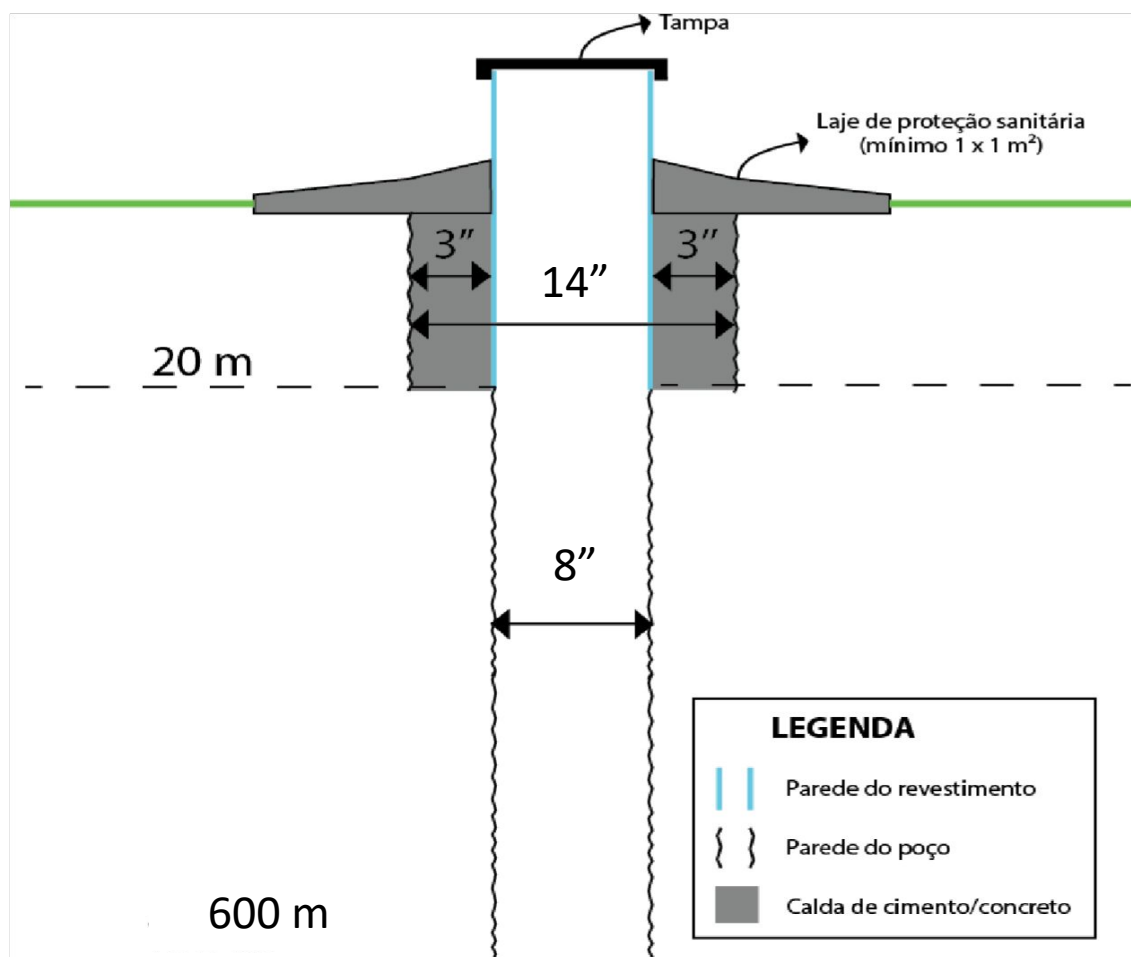 Tampa
Laje de proteção sanitária
(mínimo 1 x 1 m²)
3” 3”
14”
20 m
8”
LEGENDA
Parede do revestimento
Parede do poço
Calda de cimento/concreto
600 m